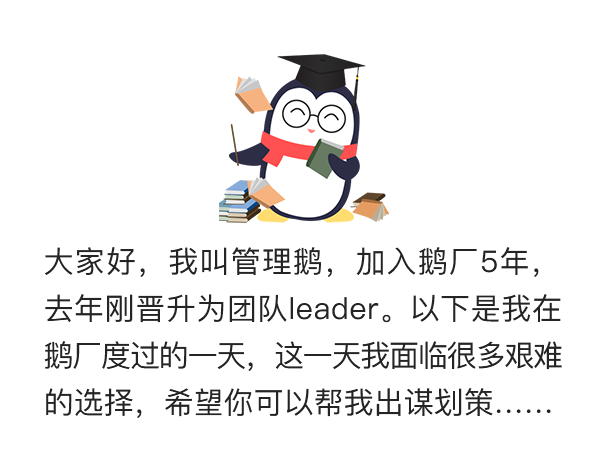 大家好，我叫管理鹅，加入鹅厂5年，
去年刚晋升为团队leader。以下是我在
鹅厂度过的一天，这一天我面临很多艰难
的选择，希望你可以帮我出谋划策……